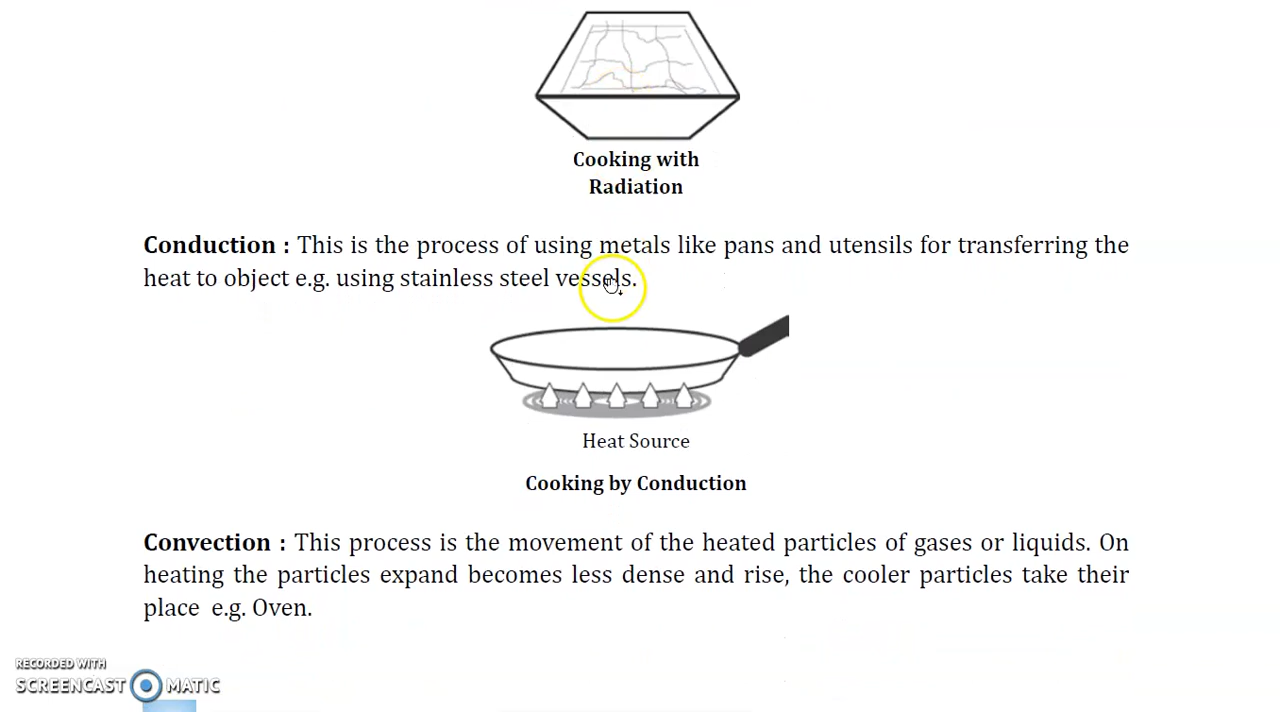 Cooking with
Radiation
Conduction : This is the process of using metals like pans and utensils for transferring the
heat to object e.g. using stainless steel vessels.
Heat Source
Cooking by Conduction
Convection : This process is the movement of the heated particles of gases or liquids. On
heating the particles expand becomes less dense and rise, the cooler particles take their
place e.g. Oven.
RECORDED WITH
SCREENCAST MATIC